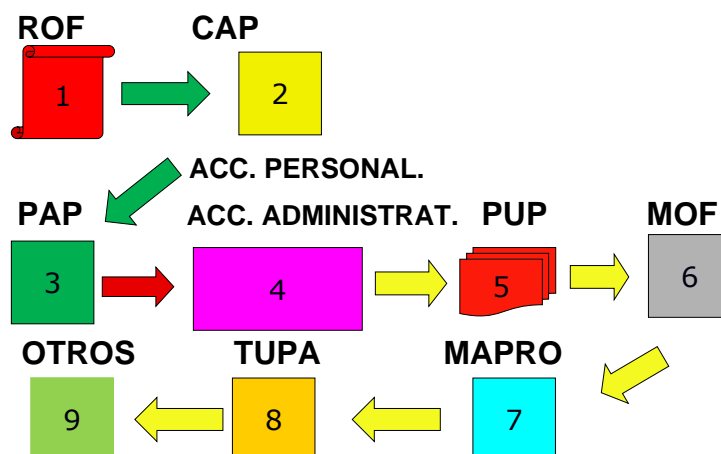 ROF CAP
1 2
ACC. PERSONAL.
PAP ACC. ADMINISTRAT. PUP MOF
3 4 5 6
OTROS TUPA MAPRO
9 8 7